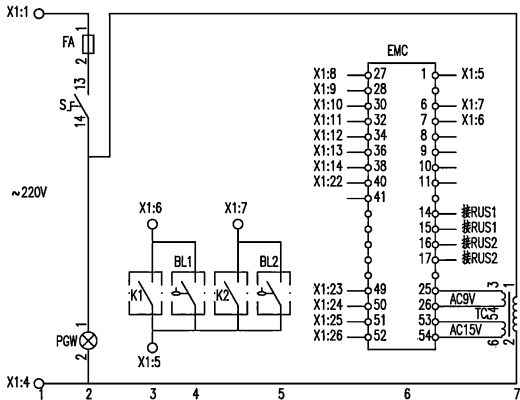 X1:1
FA
1
2
13
S
14
~220V
PGW
1
2
X1:4
X1:6
X1:7
K1
BL1
K2
BL2
X1:5
EMC
X1:8 27
X1:9 28
X1:10 30
X1:11 32
X1:12 34
X1:13 36
X1:14 38
X1:22 40
41
X1:23 49
X1:24 50
X1:25 51
X1:26 52
1 X1:5
6 X1:7
7 X1:6
8
9
10
11
14 接RUS1
15 接RUS1
16 接RUS2
17 接RUS2
25 AC9V 3
26
TC
5 4
53 AC15V
54 6
1
2
1 2 3 4 5 6 7